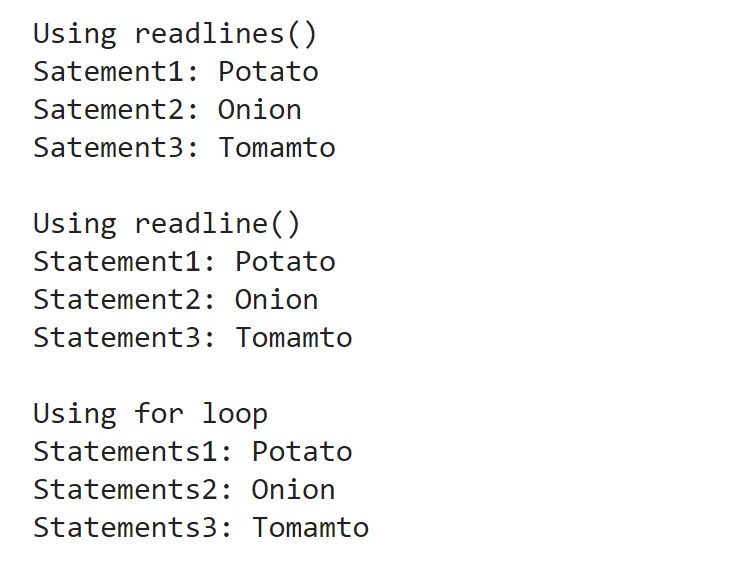 Using readlines()
Satement1: Potato
Satement2: Onion
Satement3: Tomamto
Using readline()
Statement1: Potato
Statement2: Onion
Statement3: Tomamto
Using for loop
Statements1: Potato
Statements2: Onion
Statements3: Tomamto